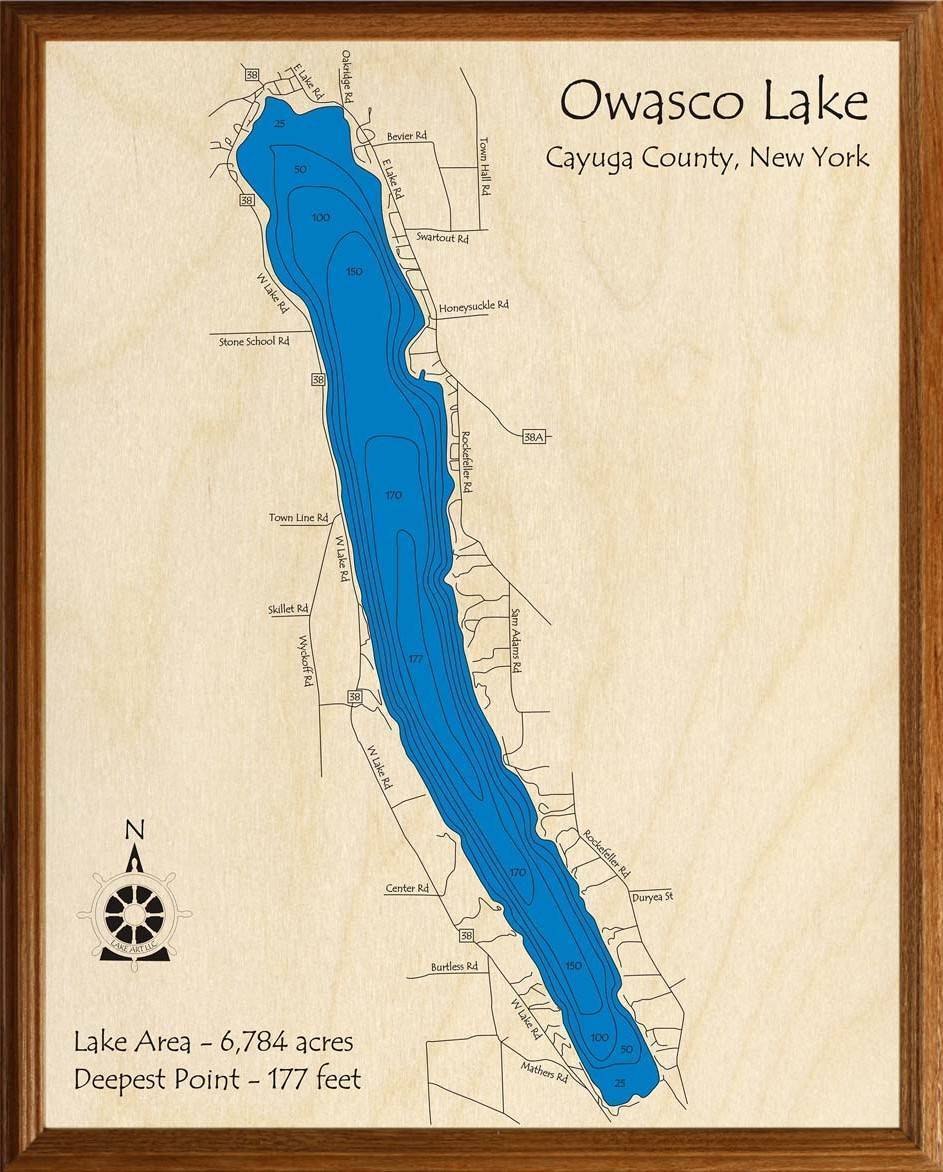 Owasco Lake
Cayuga County, New York
38
E Lake Rd
Oakridge Rd
25
Bevier Rd
Town Hall Rd
50
E Lake Rd
38
100
Swartout Rd
150
W Lake Rd
Honeysuckle Rd
Stone School Rd
38
38A
Rockefeller Rd
170
Town Line Rd
W Lake Rd
Skillet Rd
Sam Adams Rd
Wyckoff Rd
177
38
W Lake Rd
N
Rockefeller Rd
170
Center Rd
Duryea St
LAKE ART LLC
38
Burtless Rd
150
W Lake Rd
100
50
Mathers Rd
25
Lake Area - 6,784 acres
Deepest Point - 177 feet